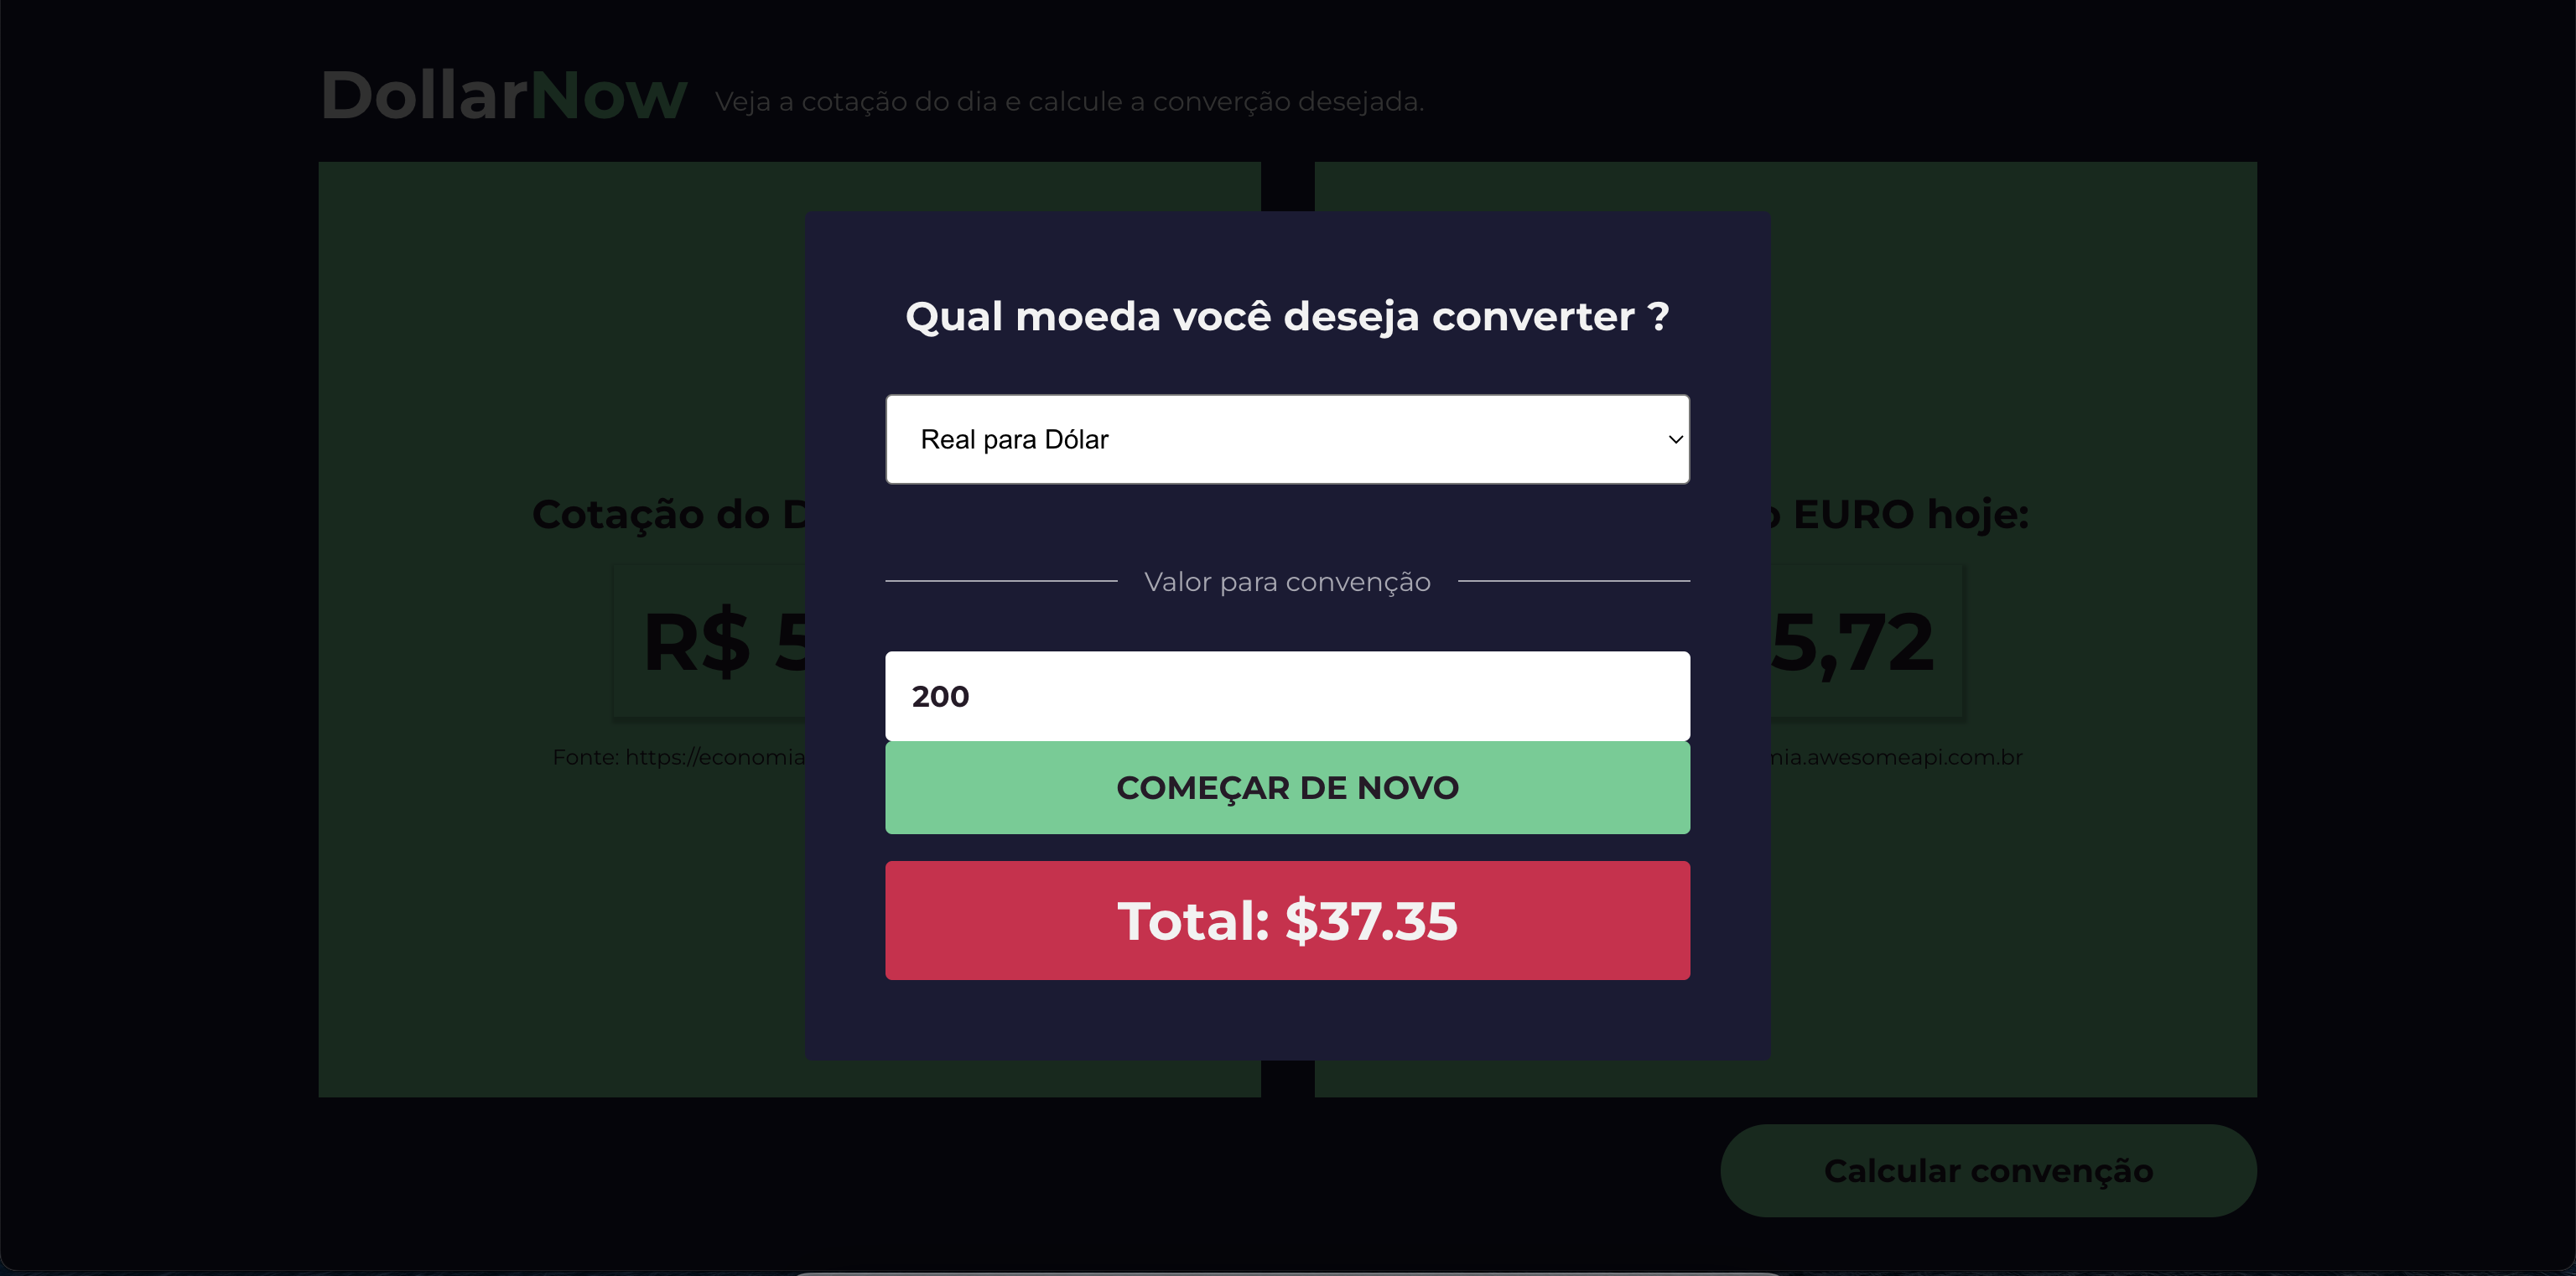 DollarNow
Veja a cotação do dia e calcule a converção desejada.
Qual moeda você deseja converter ?
Real para Dólar
Cotação do
EURO hoje:
Valor para convenção
R$ 5
5,72
200
Fonte: https://economia
mia.awesomeapi.com.br
COMEÇAR DE NOVO
Total: $37.35
Calcular convenção